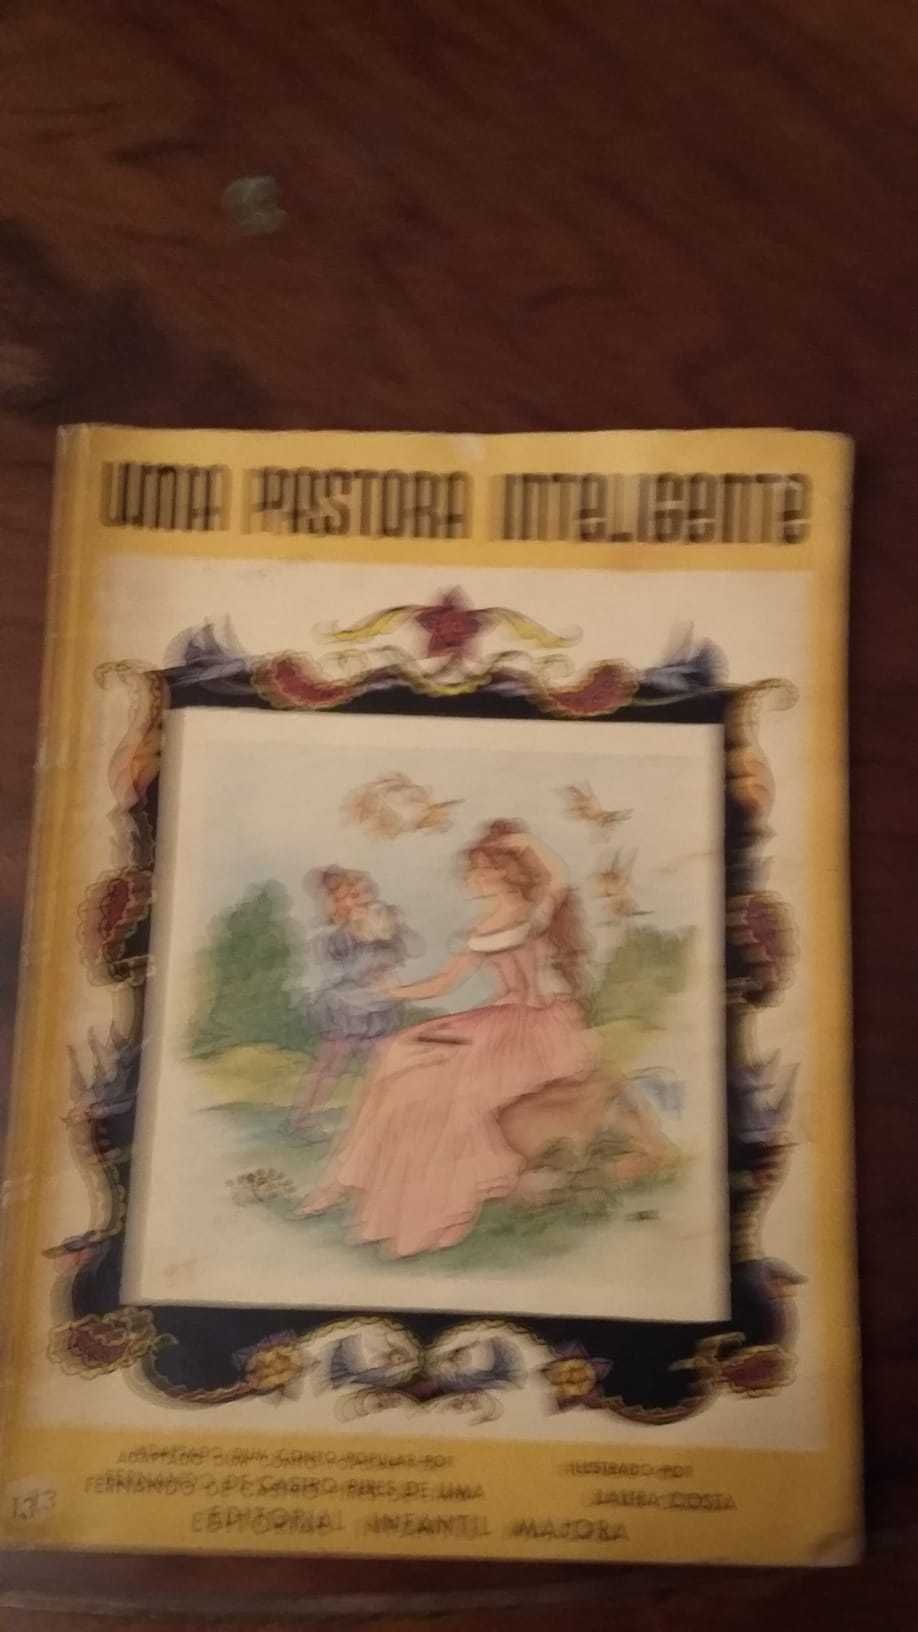 UMA PASTORA INTELIGENTE
ADAPTADO DUM CONTO POPULAR POR
FERNANDO DE CASTRO PIRES DE LIMA
ILUSTRADO POR
LAURA COSTA
EDITORIAL INFANTIL MAJORA